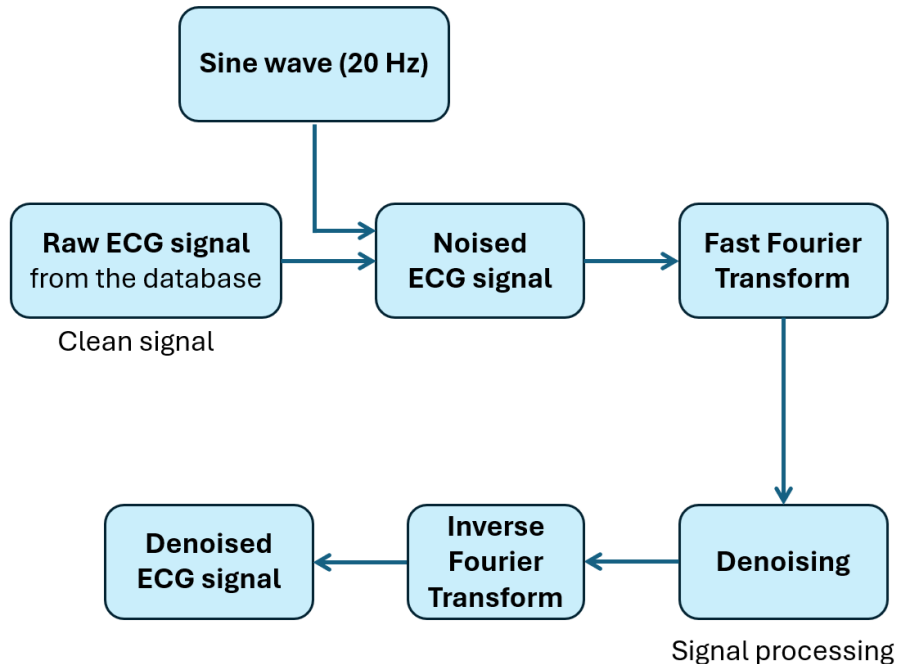 Sine wave (20 Hz)
Raw ECG signal
from the database
Clean signal
Noised
ECG signal
Fast Fourier
Transform
Denoising
Signal processing
Inverse
Fourier
Transform
Denoised
ECG signal